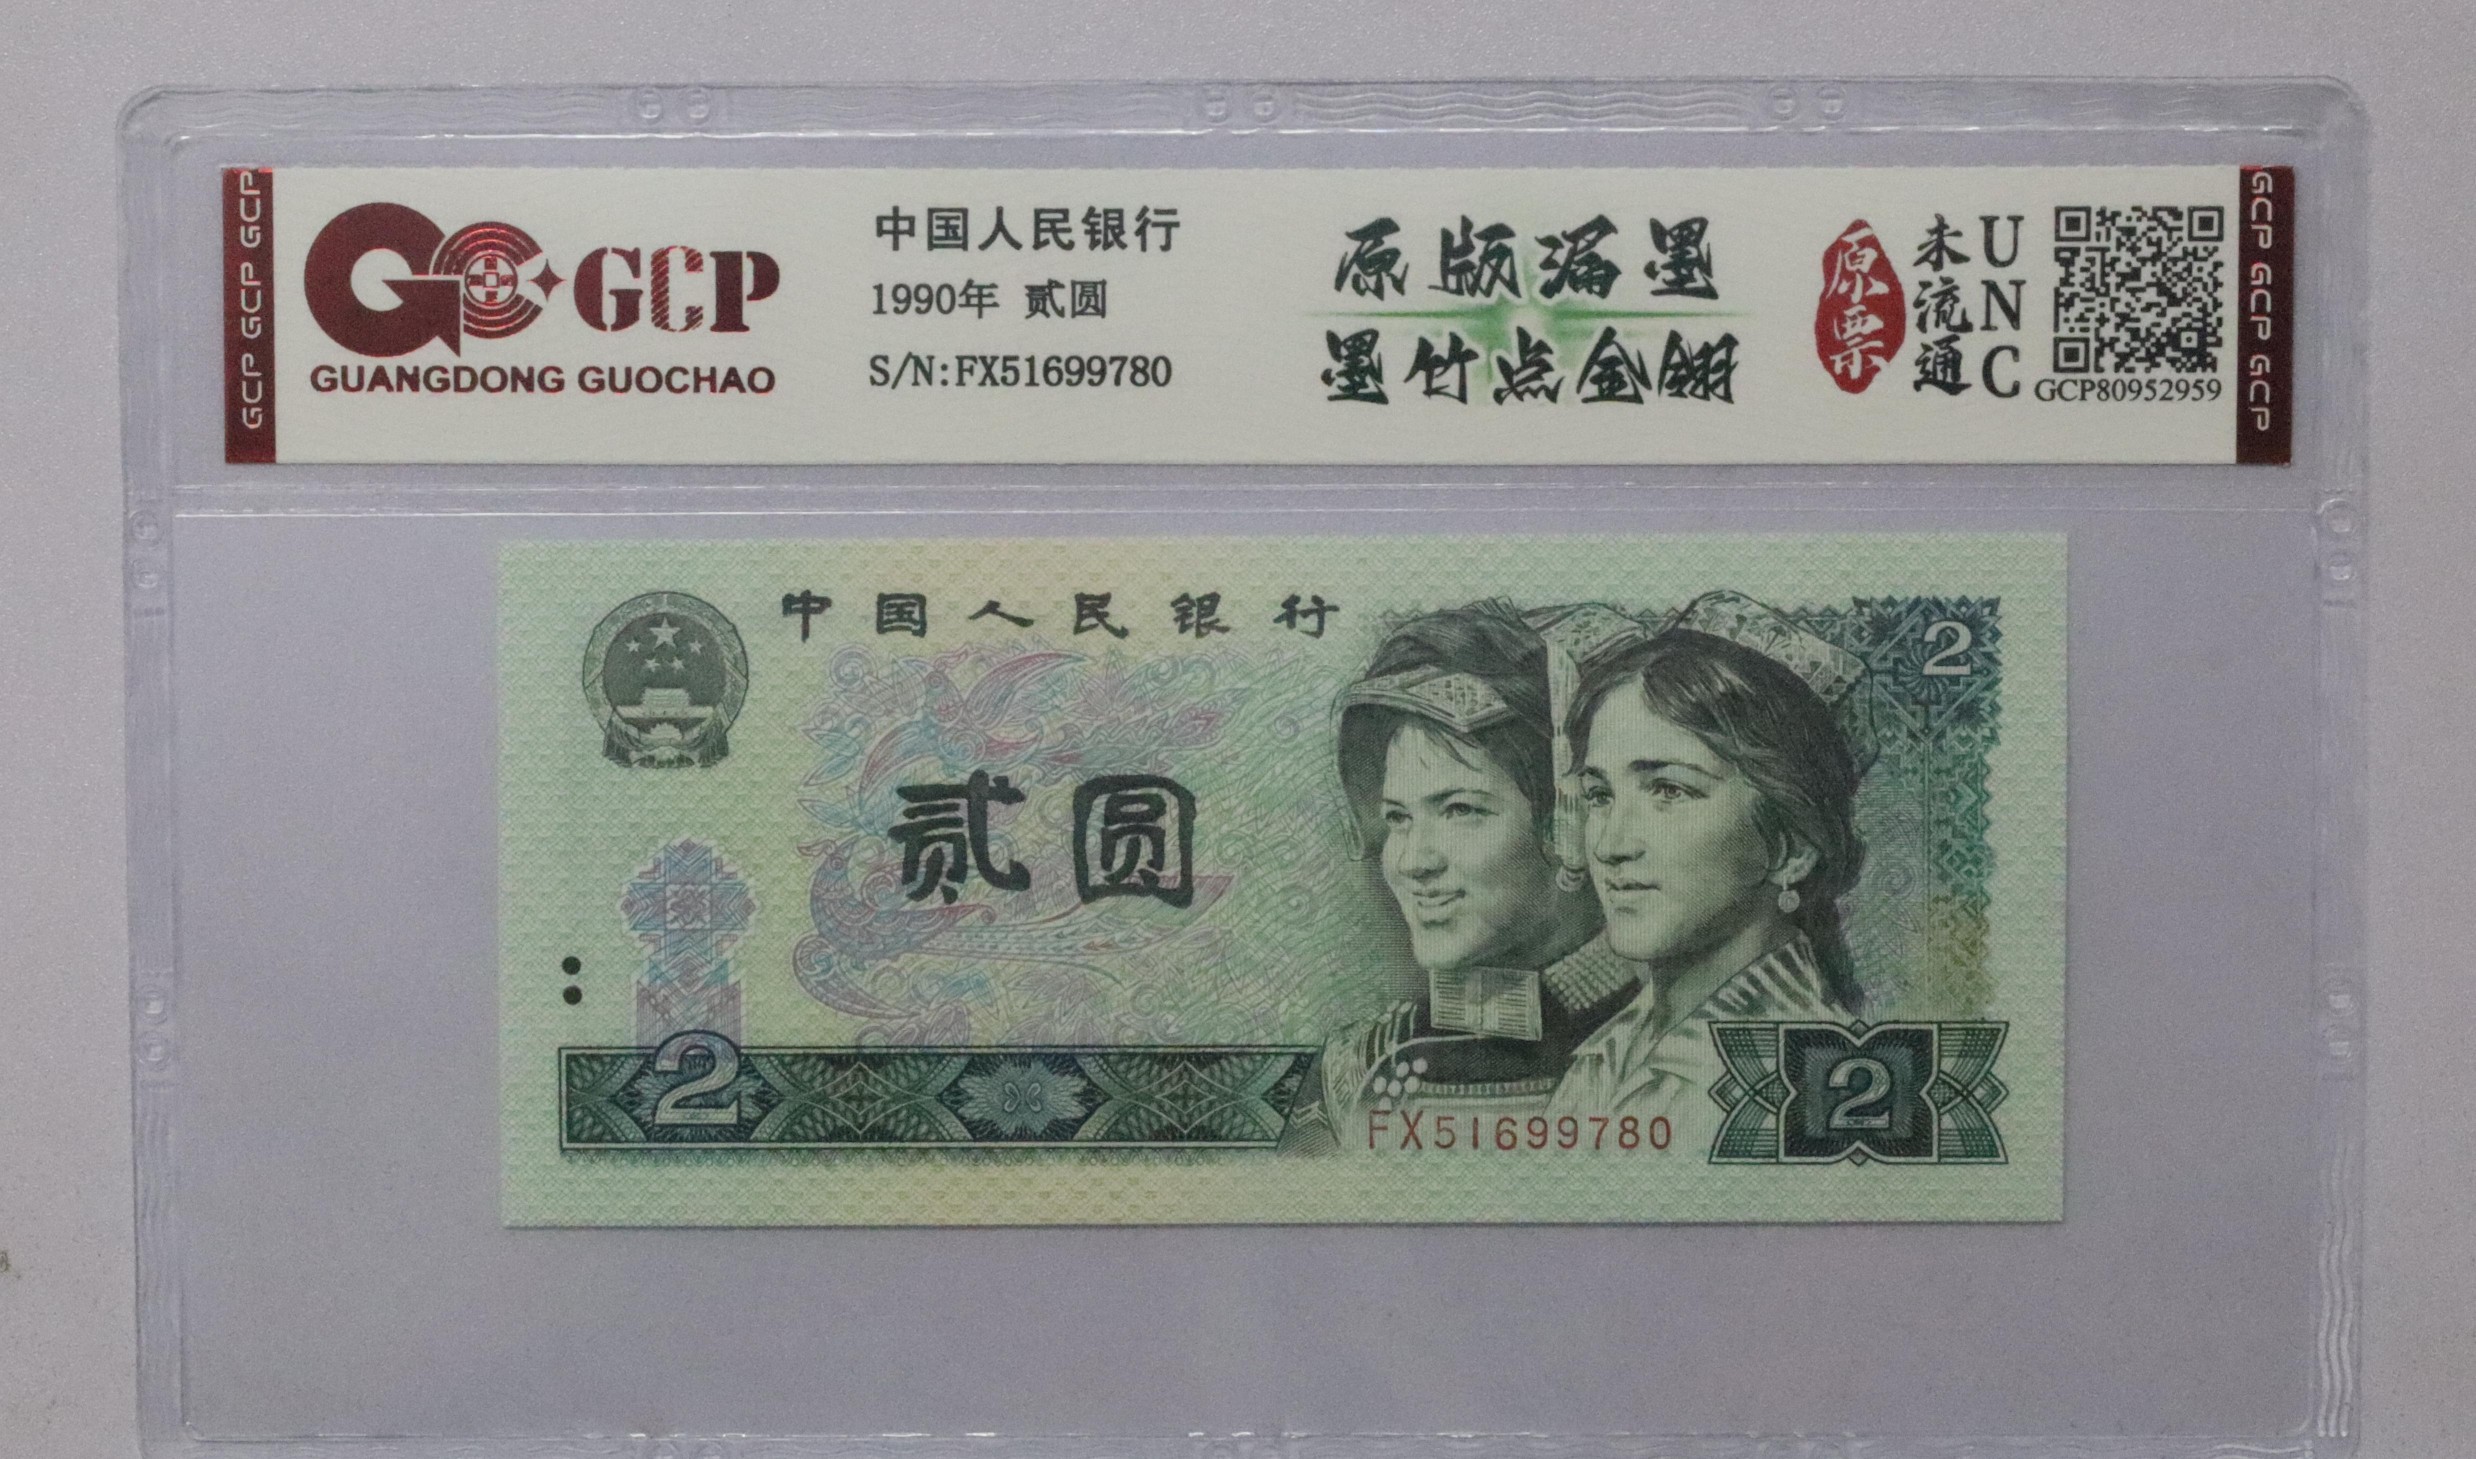 GCP GCP GCP
GCP
GUANGDONG GUOCHAO
中国人民银行
1990年 贰圆
S/N:FX51699780
原版漏墨
墨竹点金翎
原票
未流通
UNC
GCP80952959
GCP GCP GCP
中国人民银行
2
贰圆
2
FX51699780
2